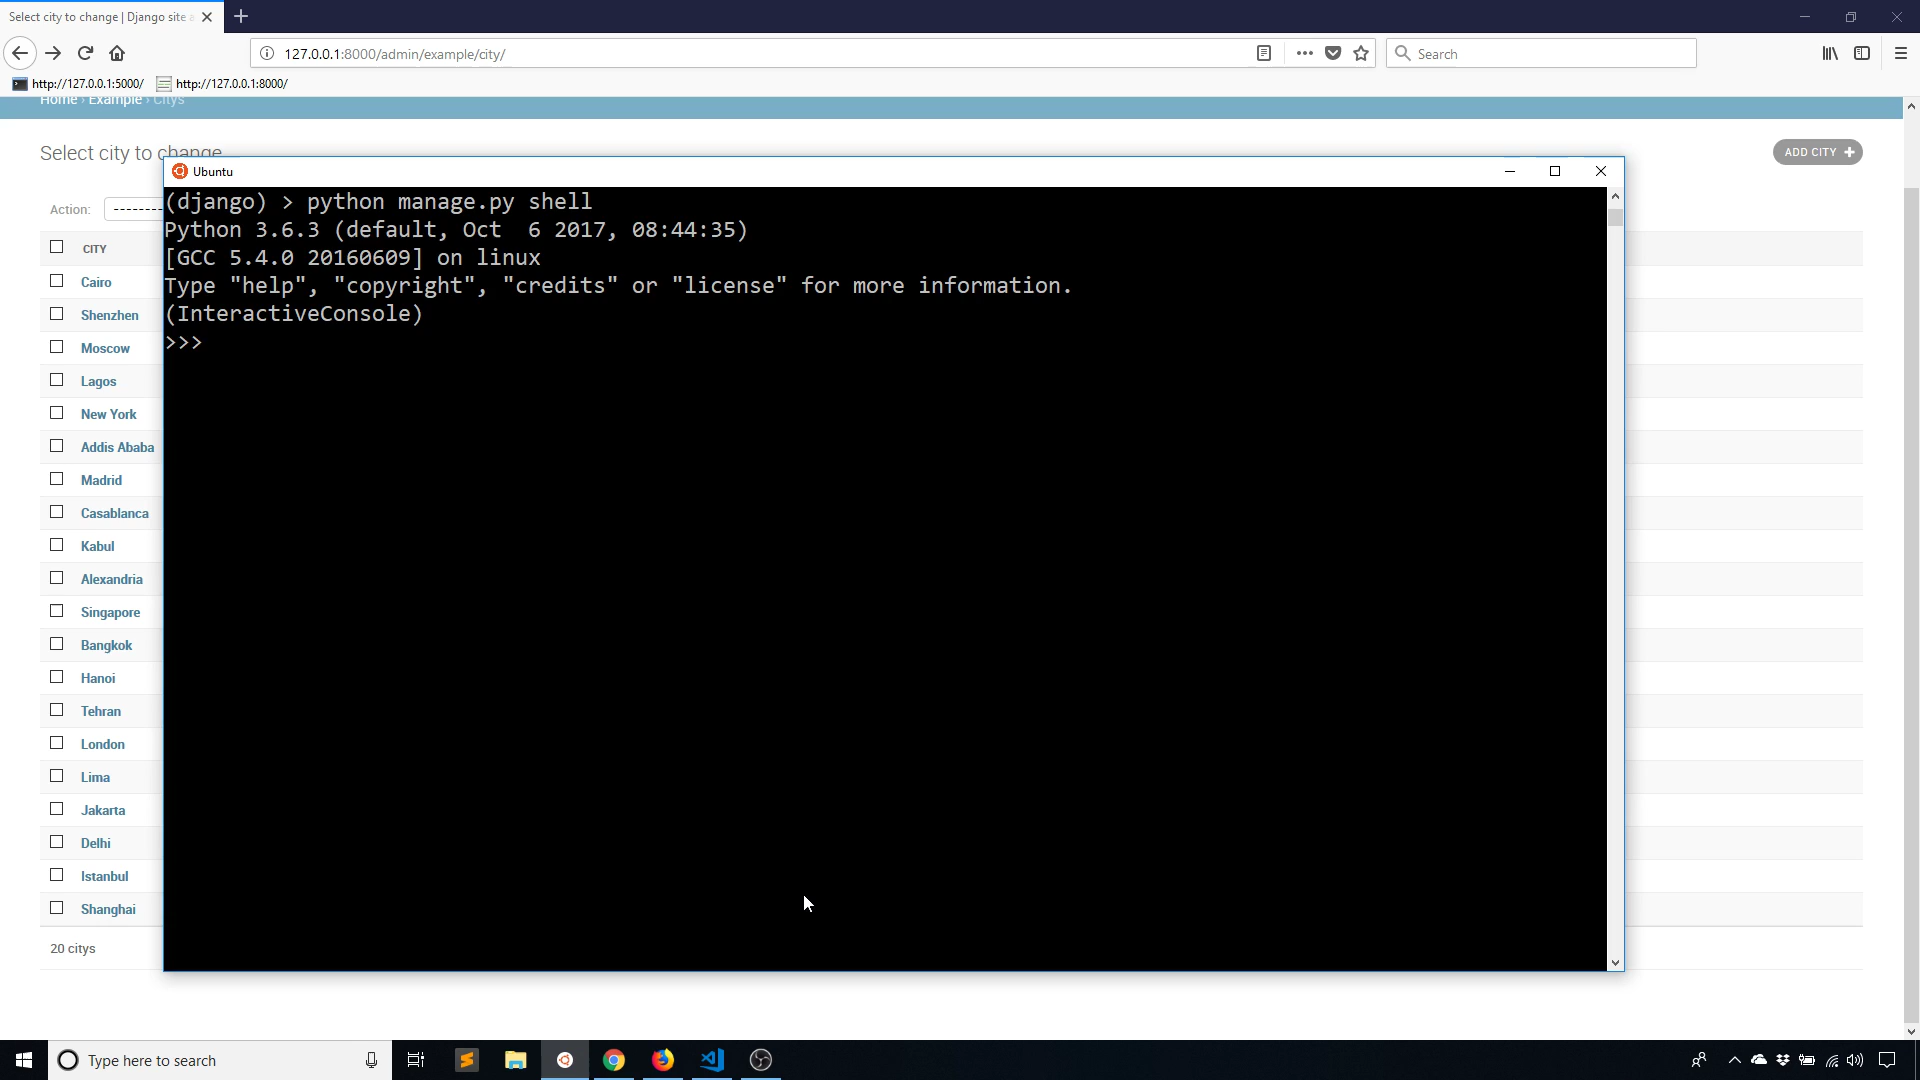 Select city to change | Django site a
127.0.0.1:8000/admin/example/city/
Search
http://127.0.0.1:5000/
http://127.0.0.1:8000/
Home › Example › Citys
Select city to change
ADD CITY
Ubuntu
Action:
---------
(django) > python manage.py shell
Python 3.6.3 (default, Oct  6 2017, 08:44:35)
[GCC 5.4.0 20160609] on linux
Type "help", "copyright", "credits" or "license" for more information.
(InteractiveConsole)
>>>
CITY
Cairo
Shenzhen
Moscow
Lagos
New York
Addis Ababa
Madrid
Casablanca
Kabul
Alexandria
Singapore
Bangkok
Hanoi
Tehran
London
Lima
Jakarta
Delhi
Istanbul
Shanghai
20 citys
Type here to search